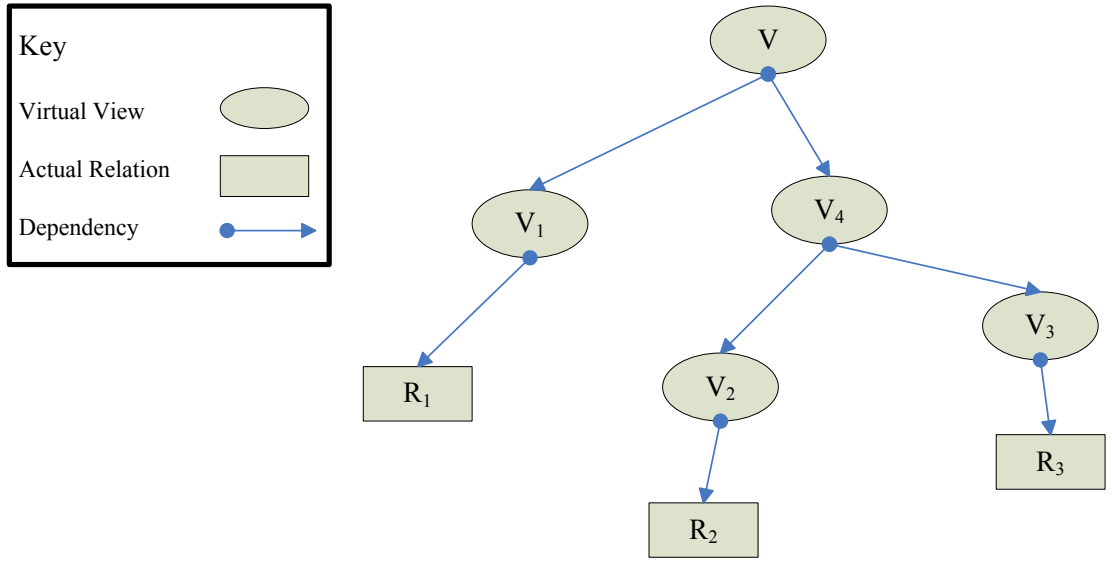 Key
Virtual View
Actual Relation
Dependency
V
V₁
V₄
V₃
R₁
V₂
R₃
R₂